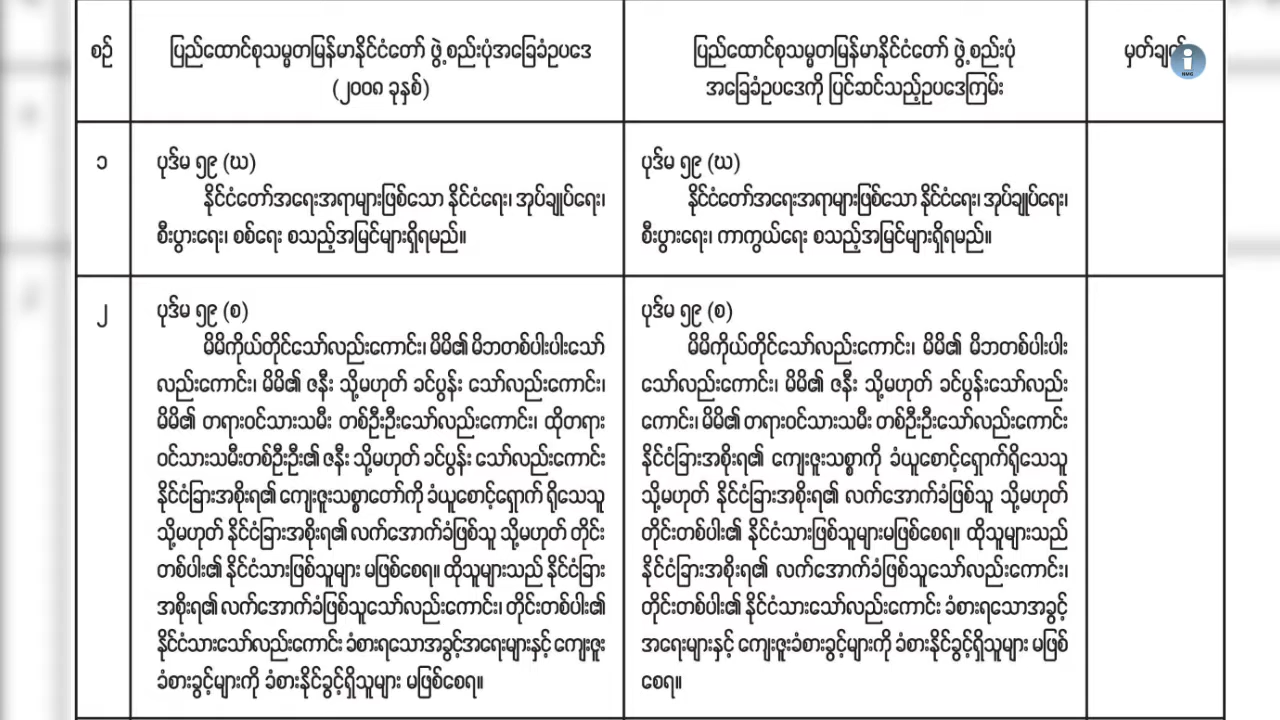 စဉ်
ပြည်ထောင်စုသမ္မတမြန်မာနိုင်ငံတော် ဖွဲ့စည်းပုံအခြေခံဥပဒေ
(၂၀၀၈ ခုနှစ်)
ပြည်ထောင်စုသမ္မတမြန်မာနိုင်ငံတော် ဖွဲ့စည်းပုံ
အခြေခံဥပဒေကို ပြင်ဆင်သည့်ဥပဒေကြမ်း
၁
ပုဒ်မ ၅၉ (ဃ)
နိုင်ငံတော်အရေးအရာများဖြစ်သော နိုင်ငံရေး၊ အုပ်ချုပ်ရေး၊
စီးပွားရေး၊ စစ်ရေး စသည့်အမြင်များရှိရမည်။
ပုဒ်မ ၅၉ (ဃ)
နိုင်ငံတော်အရေးအရာများဖြစ်သော နိုင်ငံရေး၊ အုပ်ချုပ်ရေး၊
စီးပွားရေး၊ ကာကွယ်ရေး စသည့်အမြင်များရှိရမည်။
၂
ပုဒ်မ ၅၉ (စ)
မိမိကိုယ်တိုင်သော်လည်းကောင်း၊ မိမိ၏ မိဘတစ်ပါးပါးသော်
လည်းကောင်း၊ မိမိ၏ ဇနီး သို့မဟုတ် ခင်ပွန်း သော်လည်းကောင်း၊
မိမိ၏ တရားဝင်သားသမီး တစ်ဦးဦးသော်လည်းကောင်း၊ ထိုတရား
ဝင်သားသမီးတစ်ဦးဦး၏ ဇနီး သို့မဟုတ် ခင်ပွန်း သော်လည်းကောင်း
နိုင်ငံခြားအစိုးရ၏ ကျေးဇူးသစ္စာတော်ကို ခံယူစောင့်ရှောက် ရိုသေသူ
သို့မဟုတ် နိုင်ငံခြားအစိုးရ၏ လက်အောက်ခံဖြစ်သူ သို့မဟုတ် တိုင်း
တစ်ပါး၏ နိုင်ငံသားဖြစ်သူများ မဖြစ်စေရ။ ထိုသူများသည် နိုင်ငံခြား
အစိုးရ၏ လက်အောက်ခံဖြစ်သူသော်လည်းကောင်း၊ တိုင်းတစ်ပါး၏
နိုင်ငံသားသော်လည်းကောင်း ခံစားရသောအခွင့်အရေးများနှင့် ကျေးဇူး
ခံစားခွင့်များကို ခံစားနိုင်ခွင့်ရှိသူများ မဖြစ်စေရ။
ပုဒ်မ ၅၉ (စ)
မိမိကိုယ်တိုင်သော်လည်းကောင်း၊ မိမိ၏ မိဘတစ်ပါးပါး
သော်လည်းကောင်း၊ မိမိ၏ ဇနီး သို့မဟုတ် ခင်ပွန်းသော်လည်း
ကောင်း၊ မိမိ၏ တရားဝင်သားသမီး တစ်ဦးဦးသော်လည်းကောင်း
နိုင်ငံခြားအစိုးရ၏ ကျေးဇူးသစ္စာကို ခံယူစောင့်ရှောက်ရိုသေသူ
သို့မဟုတ် နိုင်ငံခြားအစိုးရ၏ လက်အောက်ခံဖြစ်သူ သို့မဟုတ်
တိုင်းတစ်ပါး၏ နိုင်ငံသားဖြစ်သူများမဖြစ်စေရ။ ထိုသူများသည်
နိုင်ငံခြားအစိုးရ၏ လက်အောက်ခံဖြစ်သူသော်လည်းကောင်း၊
တိုင်းတစ်ပါး၏ နိုင်ငံသားသော်လည်းကောင်း ခံစားရသောအခွင့်
အရေးများနှင့် ကျေးဇူးခံစားခွင့်များကို ခံစားနိုင်ခွင့်ရှိသူများ မဖြစ်
စေရ။